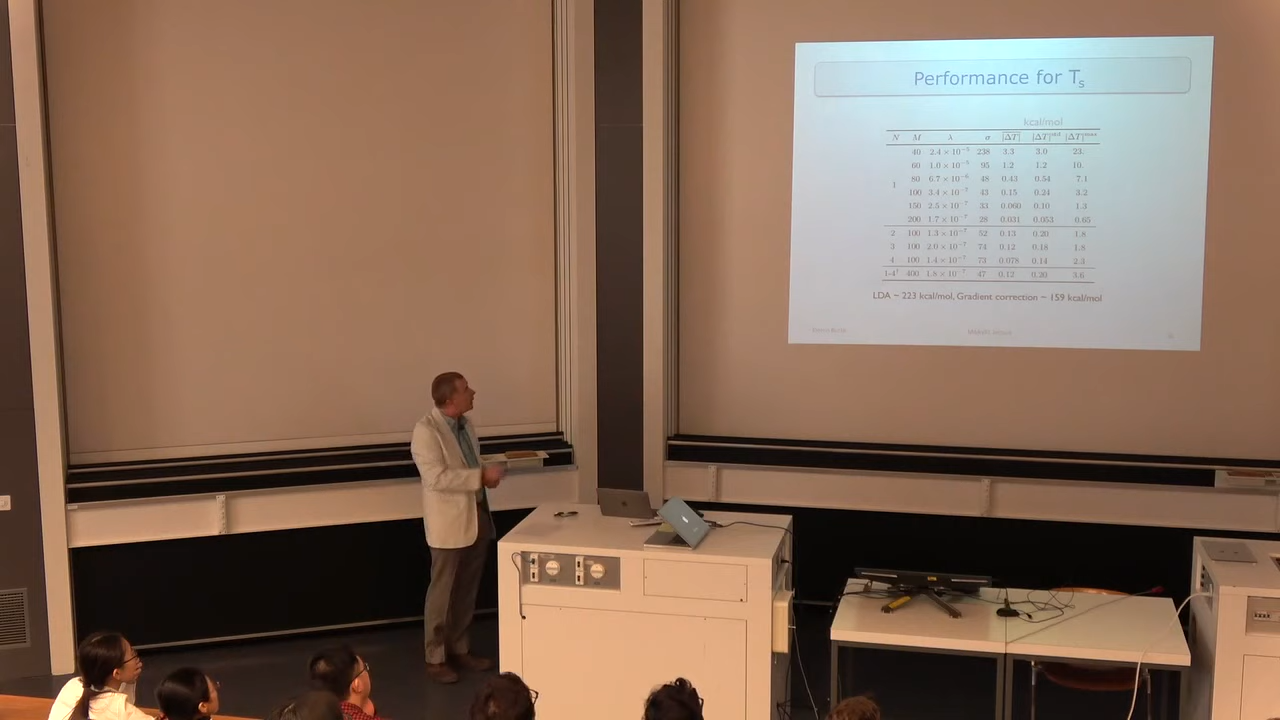 Performance for Ts
kcal/mol
N M λ σ |ΔT| |ΔT|std |ΔT|max
40 2.4 × 10⁻⁵ 238 3.3 3.0 23.
60 1.0 × 10⁻⁵ 95 1.2 1.2 10.
1 80 6.7 × 10⁻⁶ 48 0.43 0.54 7.1
100 3.4 × 10⁻⁷ 43 0.15 0.24 3.2
150 2.5 × 10⁻⁷ 33 0.060 0.10 1.3
200 1.7 × 10⁻⁷ 28 0.031 0.053 0.65
2 100 1.3 × 10⁻⁷ 52 0.13 0.20 1.8
3 100 2.0 × 10⁻⁷ 74 0.12 0.18 1.8
4 100 1.4 × 10⁻⁷ 73 0.078 0.14 2.3
1-4† 400 1.8 × 10⁻⁷ 47 0.12 0.20 3.6
LDA ~ 223 kcal/mol, Gradient correction ~ 159 kcal/mol